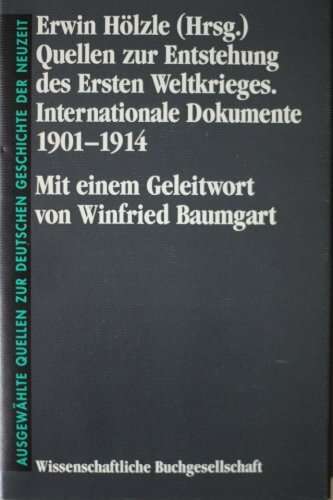 Erwin Hölzle (Hrsg.)
Quellen zur Entstehung
des Ersten Weltkrieges.
Internationale Dokumente
1901–1914
Mit einem Geleitwort
von Winfried Baumgart
Wissenschaftliche Buchgesellschaft
AUSGEWÄHLTE QUELLEN ZUR DEUTSCHEN GESCHICHTE DER NEUZEIT